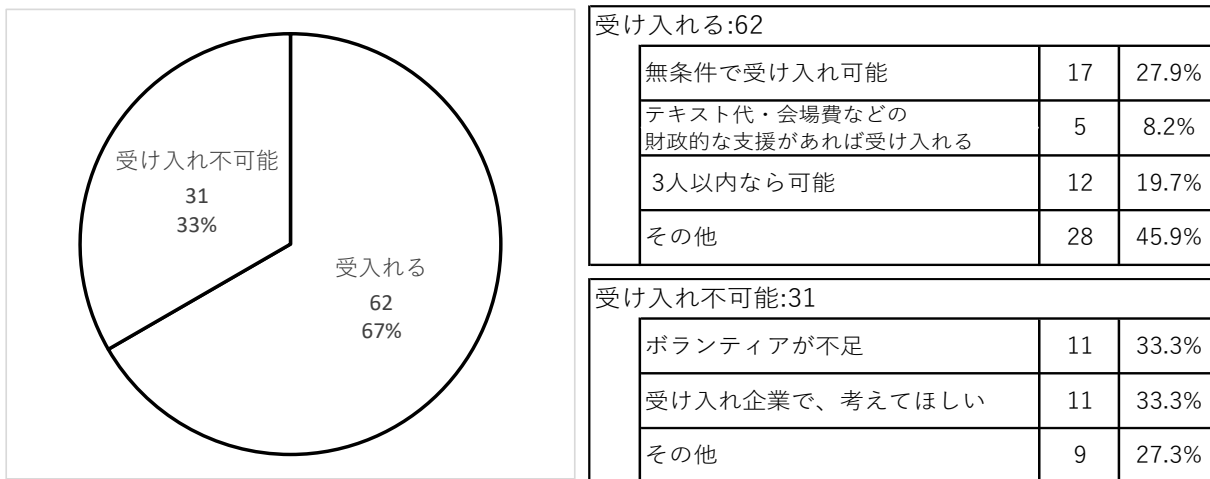 受け入れ不可能
31
33%
受入れる
62
67%
受け入れる:62
無条件で受け入れ可能 17 27.9%
テキスト代・会場費などの
財政的な支援があれば受け入れる 5 8.2%
3人以内なら可能 12 19.7%
その他 28 45.9%
受け入れ不可能:31
ボランティアが不足 11 33.3%
受け入れ企業で、考えてほしい 11 33.3%
その他 9 27.3%